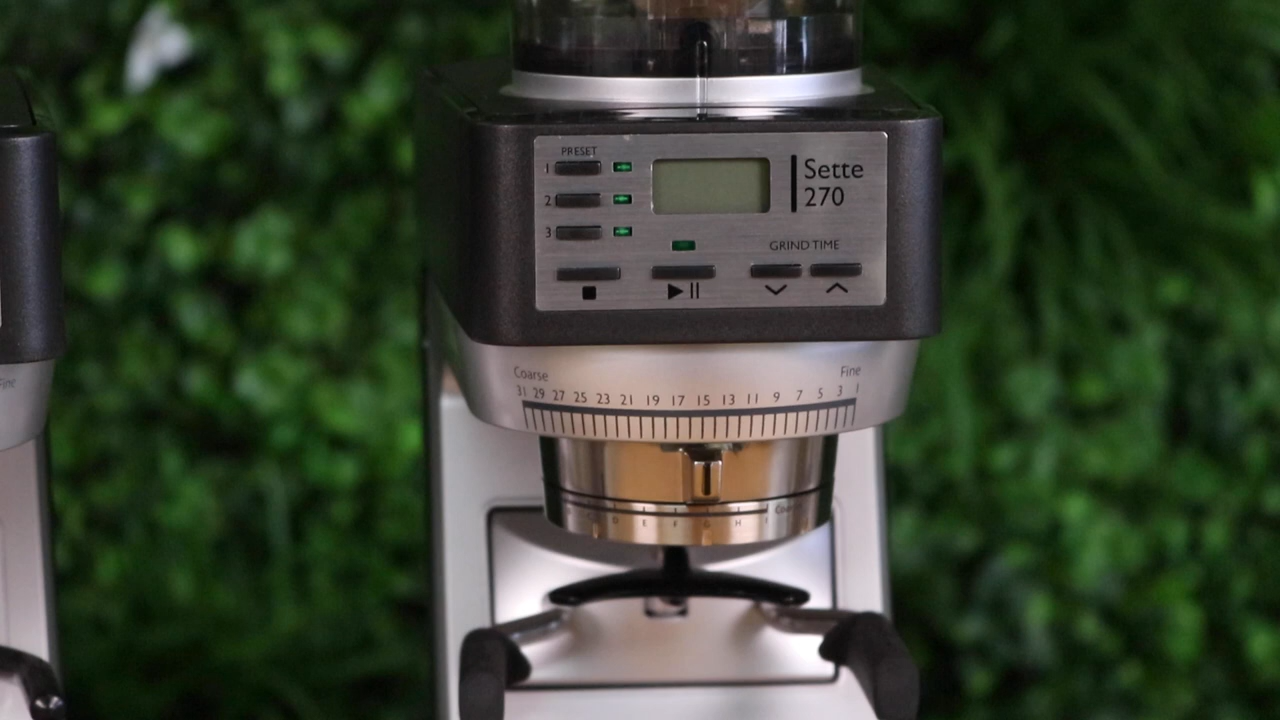 PRESET
1
2
3
Sette
270
GRIND TIME
Coarse Fine
31 29 27 25 23 21 19 17 15 13 11 9 7 5 3 1
D E F G H I
Fine